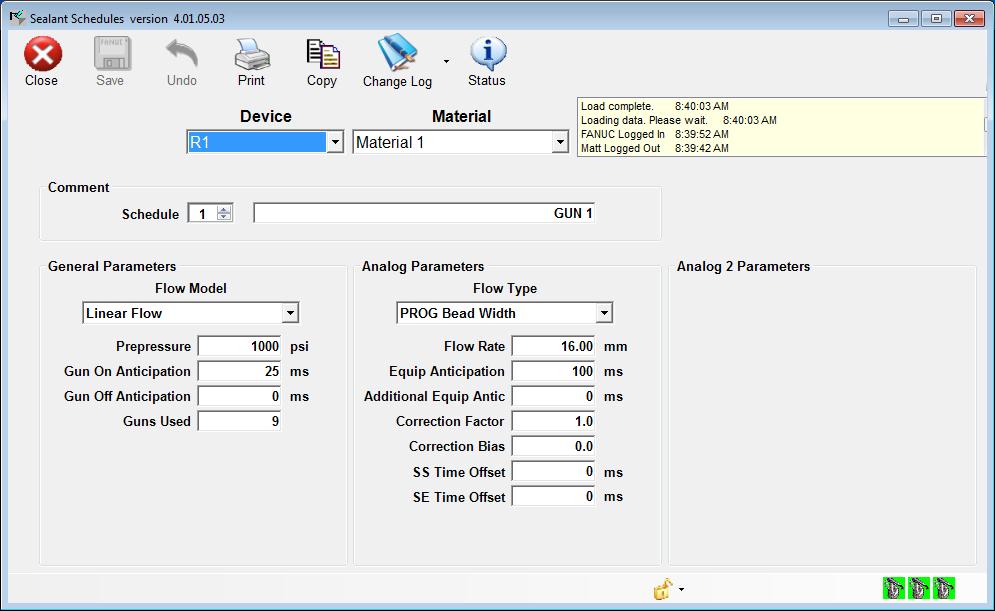 Sealant Schedules version 4.01.05.03
FANUC
Close Save Undo Print Copy Change Log Status
Device Material
R1 Material 1
Load complete. 8:40:03 AM
Loading data. Please wait. 8:40:03 AM
FANUC Logged In 8:39:52 AM
Matt Logged Out 8:39:42 AM
Comment
Schedule 1 GUN 1
General Parameters
Flow Model
Linear Flow
Prepressure 1000 psi
Gun On Anticipation 25 ms
Gun Off Anticipation 0 ms
Guns Used 9
Analog Parameters
Flow Type
PROG Bead Width
Flow Rate 16.00 mm
Equip Anticipation 100 ms
Additional Equip Antic 0 ms
Correction Factor 1.0
Correction Bias 0.0
SS Time Offset 0 ms
SE Time Offset 0 ms
Analog 2 Parameters